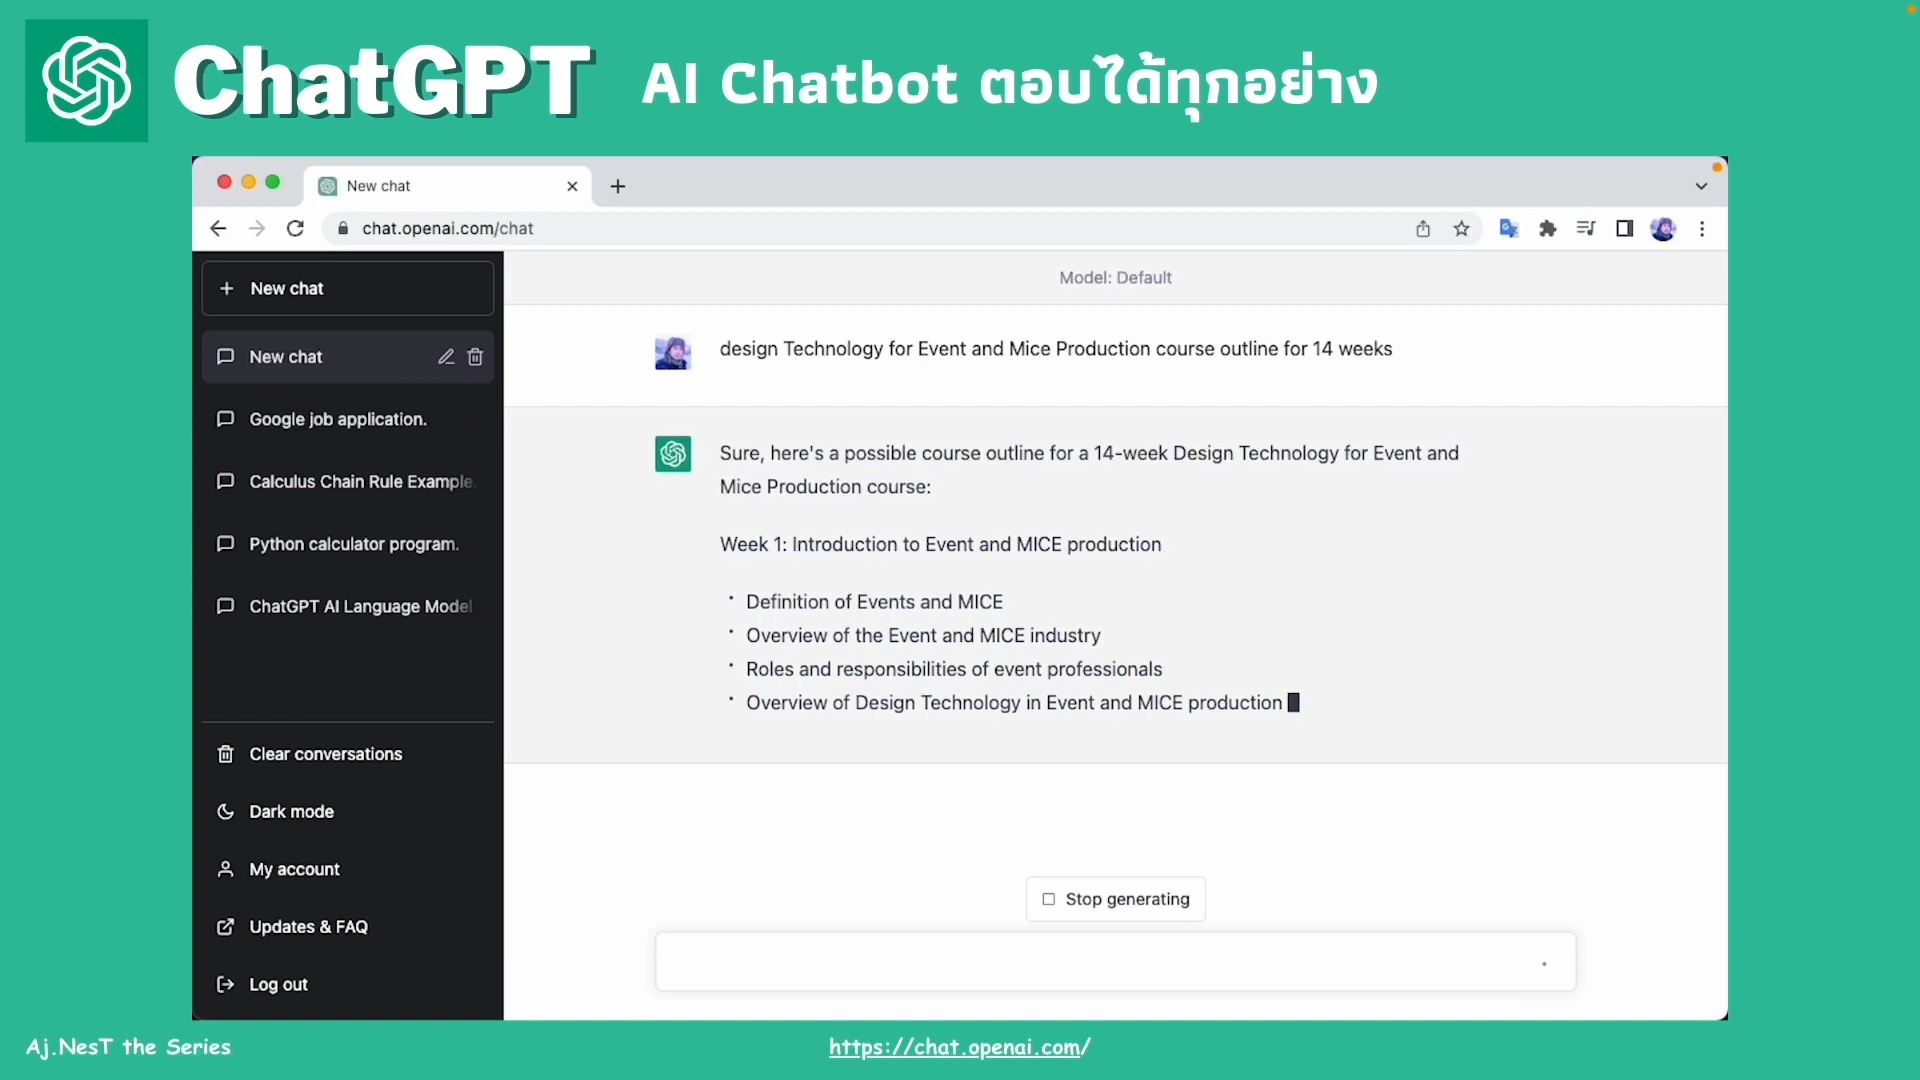 ChatGPT AI Chatbot ตอบได้ทุกอย่าง
New chat
chat.openai.com/chat
New chat
New chat
Google job application.
Calculus Chain Rule Example.
Python calculator program.
ChatGPT AI Language Model
Clear conversations
Dark mode
My account
Updates & FAQ
Log out
Model: Default
design Technology for Event and Mice Production course outline for 14 weeks
Sure, here's a possible course outline for a 14-week Design Technology for Event and
Mice Production course:
Week 1: Introduction to Event and MICE production
• Definition of Events and MICE
• Overview of the Event and MICE industry
• Roles and responsibilities of event professionals
• Overview of Design Technology in Event and MICE production
Stop generating
Aj.NesT the Series
https://chat.openai.com/